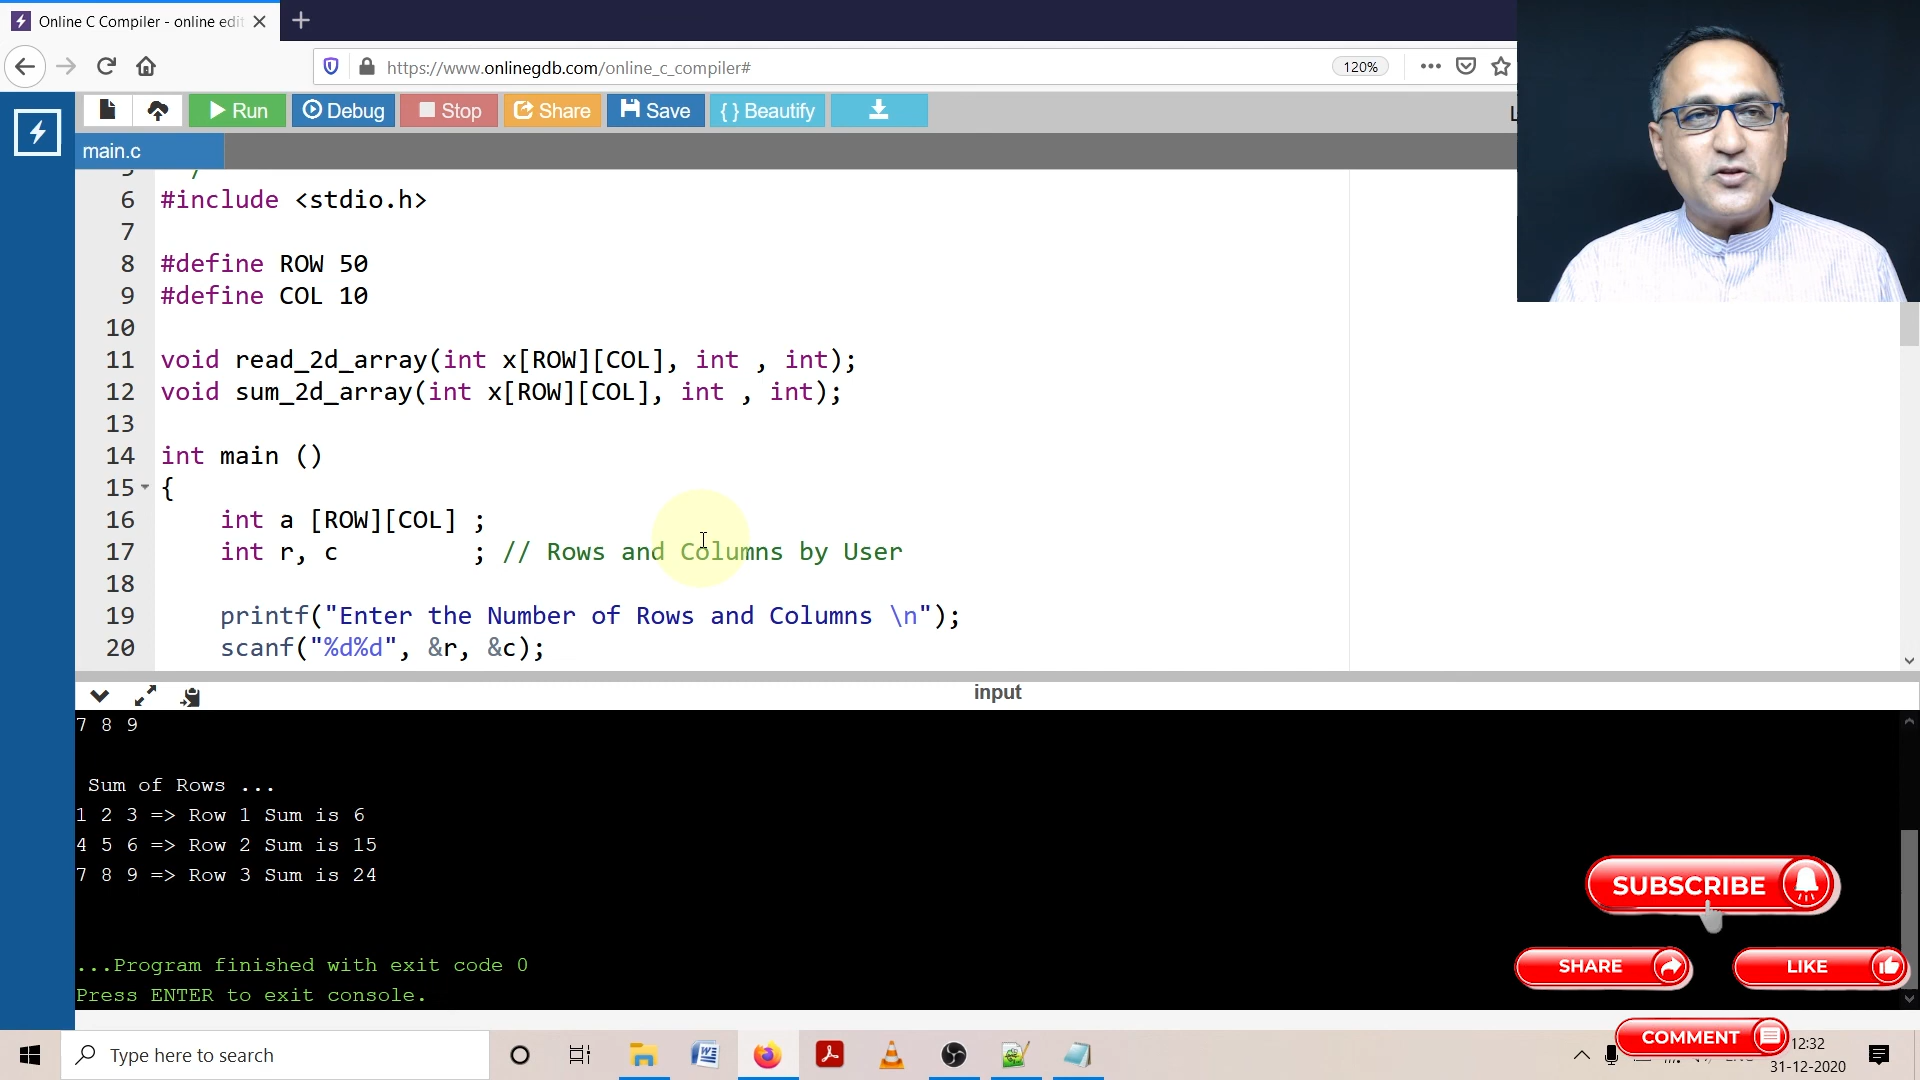 Online C Compiler - online edit
https://www.onlinegdb.com/online_c_compiler#
120%
Run
Debug
Stop
Share
Save
{ } Beautify
main.c
6 #include <stdio.h>
7
8 #define ROW 50
9 #define COL 10
10
11 void read_2d_array(int x[ROW][COL], int , int);
12 void sum_2d_array(int x[ROW][COL], int , int);
13
14 int main ()
15 {
16 int a [ROW][COL] ;
17 int r, c ; // Rows and Columns by User
18
19 printf("Enter the Number of Rows and Columns \n");
20 scanf("%d%d", &r, &c);
input
7 8 9
Sum of Rows ...
1 2 3 => Row 1 Sum is 6
4 5 6 => Row 2 Sum is 15
7 8 9 => Row 3 Sum is 24
...Program finished with exit code 0
Press ENTER to exit console.
SUBSCRIBE
SHARE
LIKE
COMMENT
Type here to search
12:32
31-12-2020